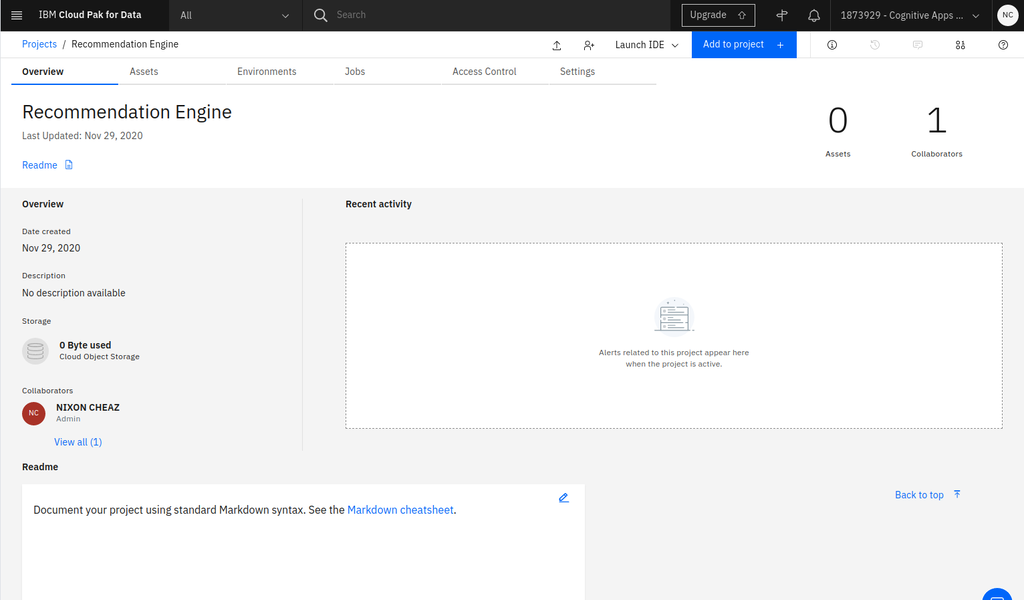 IBM Cloud Pak for Data
All
Search
Upgrade
1873929 - Cognitive Apps ...
NC
Projects / Recommendation Engine
Launch IDE
Add to project +
Overview
Assets
Environments
Jobs
Access Control
Settings
Recommendation Engine
Last Updated: Nov 29, 2020
Readme
0
Assets
1
Collaborators
Overview
Date created
Nov 29, 2020
Description
No description available
Storage
0 Byte used
Cloud Object Storage
Collaborators
NC
NIXON CHEAZ
Admin
View all (1)
Recent activity
Alerts related to this project appear here
when the project is active.
Readme
Document your project using standard Markdown syntax. See the Markdown cheatsheet.
Back to top